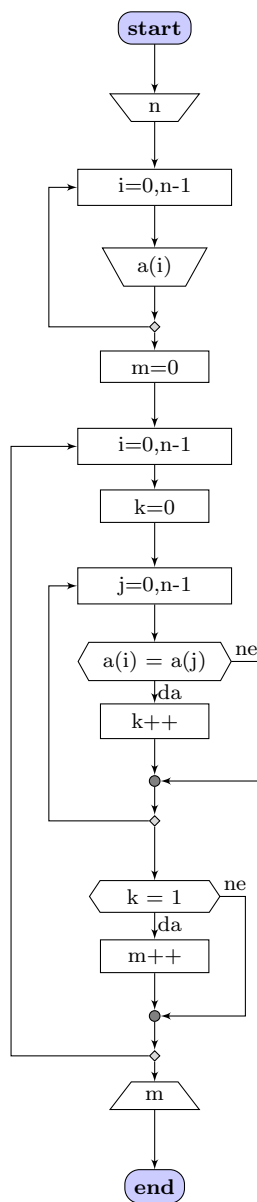 start
n
i=0,n-1
a(i)
m=0
i=0,n-1
k=0
j=0,n-1
a(i) = a(j)
ne
da
k++
k = 1
ne
da
m++
m
end